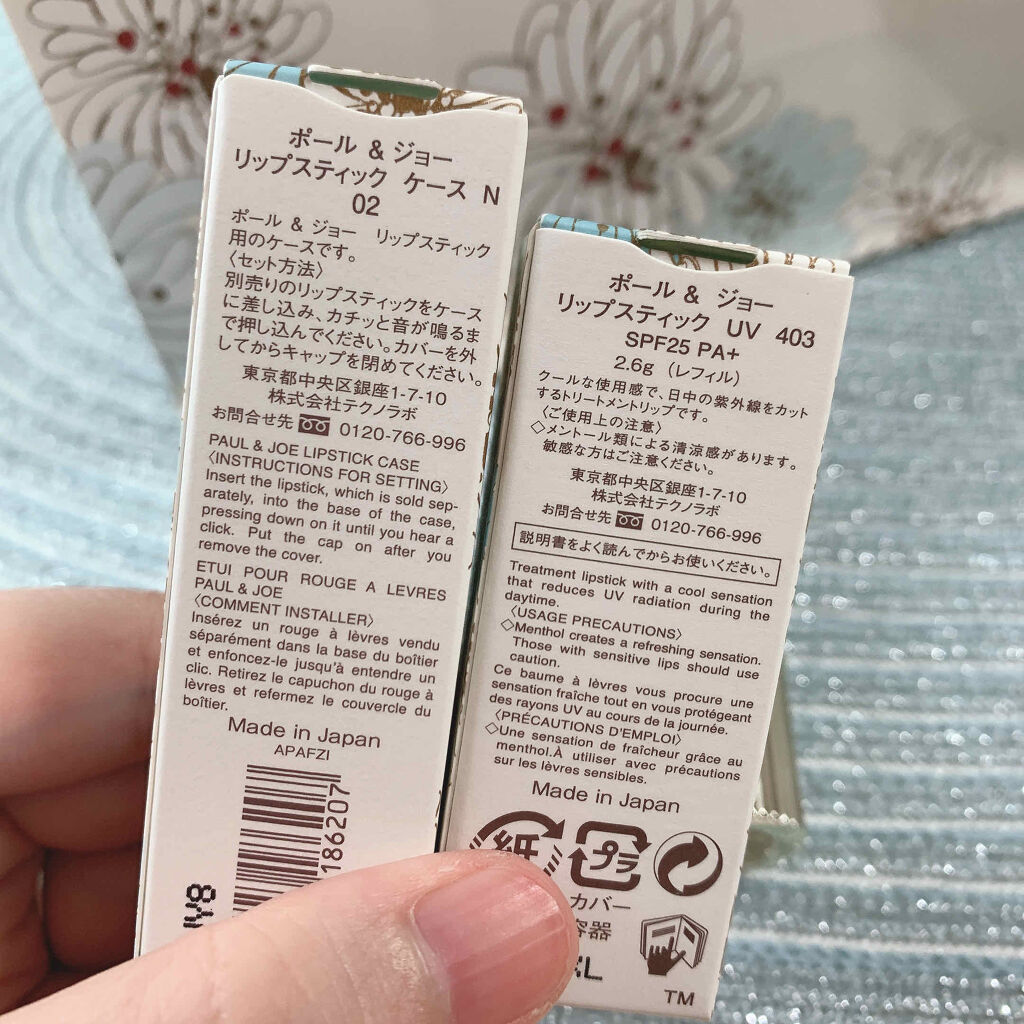 ポール & ジョー
リップスティック ケース N
02
ポール & ジョー リップスティック
用のケースです。
〈セット方法〉
別売りのリップスティックをケース
に差し込み、カチッと音が鳴るま
で押し込んでください。カバーを外
してからキャップを閉めてください。
東京都中央区銀座1-7-10
株式会社テクノラボ
お問合せ先 0120-766-996
PAUL & JOE LIPSTICK CASE
〈INSTRUCTIONS FOR SETTING〉
Insert the lipstick, which is sold sep-
arately, into the base of the case,
pressing down on it until you hear a
click. Put the cap on after you
remove the cover.
ETUI POUR ROUGE A LEVRES
PAUL & JOE
〈COMMENT INSTALLER〉
Insérez un rouge à lèvres vendu
séparément dans la base du boîtier
et enfoncez-le jusqu'à entendre un
clic. Retirez le capuchon du rouge à
lèvres et refermez le couvercle du
boîtier.
Made in Japan
APAFZI
186207
ポール & ジョー
リップスティック UV 403
SPF25 PA+
2.6g （レフィル）
クールな使用感で、日中の紫外線をカット
するトリートメントリップです。
〈ご使用上の注意〉
◇メントール類による清涼感があります。
敏感な方はご注意ください。
東京都中央区銀座1-7-10
株式会社テクノラボ
お問合せ先 0120-766-996
説明書をよく読んでからお使いください。
Treatment lipstick with a cool sensation
that reduces UV radiation during the
daytime.
〈USAGE PRECAUTIONS〉
◇Menthol creates a refreshing sensation.
Those with sensitive lips should use
caution.
Ce baume à lèvres vous procure une
sensation fraîche tout en vous protégeant
des rayons UV au cours de la journée.
〈PRÉCAUTIONS D'EMPLOI〉
◇Une sensation de fraîcheur grâce au
menthol.À utiliser avec précautions
sur les lèvres sensibles.
Made in Japan
紙 プラ
カバー
容器
TM